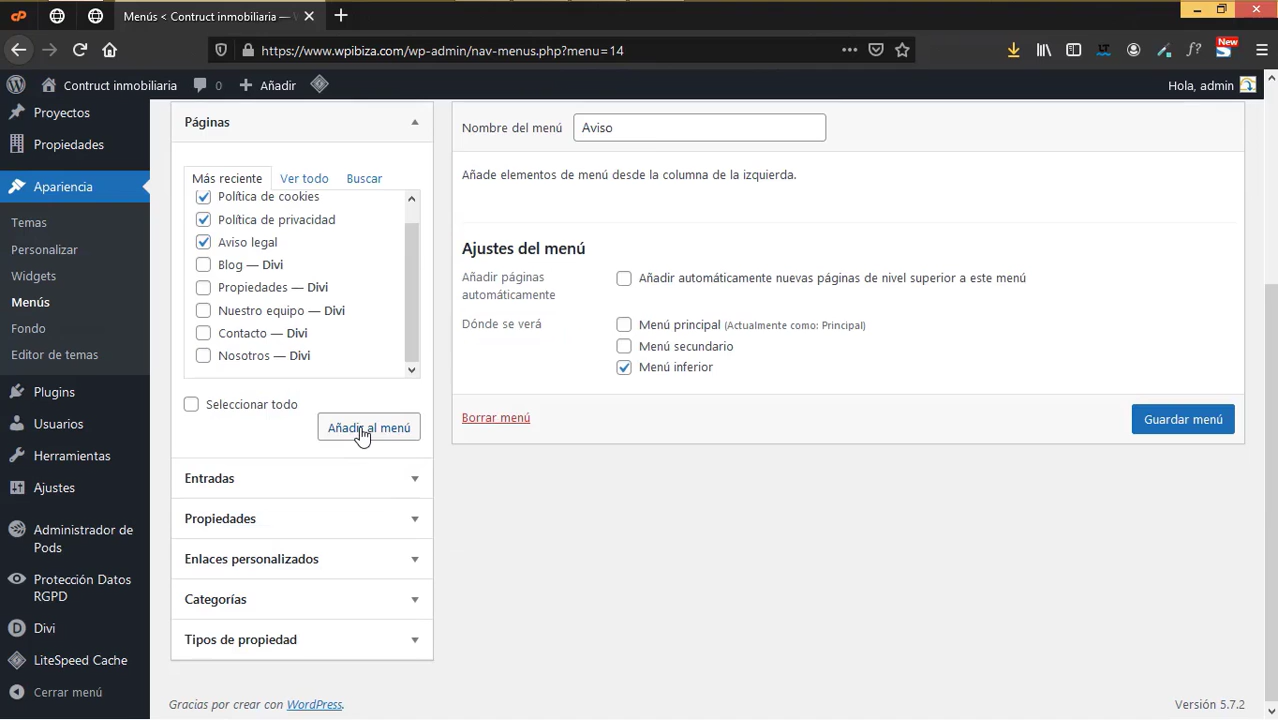 Menús < Contruct inmobiliaria —
https://www.wpibiza.com/wp-admin/nav-menus.php?menu=14
New
Contruct inmobiliaria 0 Añadir
Hola, admin
Proyectos
Propiedades
Apariencia
Temas
Personalizar
Widgets
Menús
Fondo
Editor de temas
Plugins
Usuarios
Herramientas
Ajustes
Administrador de
Pods
Protección Datos
RGPD
Divi
LiteSpeed Cache
Cerrar menú
Páginas
Más reciente Ver todo Buscar
Política de cookies
Política de privacidad
Aviso legal
Blog — Divi
Propiedades — Divi
Nuestro equipo — Divi
Contacto — Divi
Nosotros — Divi
Seleccionar todo
Añadir al menú
Entradas
Propiedades
Enlaces personalizados
Categorías
Tipos de propiedad
Nombre del menú Aviso
Añade elementos de menú desde la columna de la izquierda.
Ajustes del menú
Añadir páginas
automáticamente
Añadir automáticamente nuevas páginas de nivel superior a este menú
Dónde se verá
Menú principal (Actualmente como: Principal)
Menú secundario
Menú inferior
Borrar menú
Guardar menú
Gracias por crear con WordPress.
Versión 5.7.2